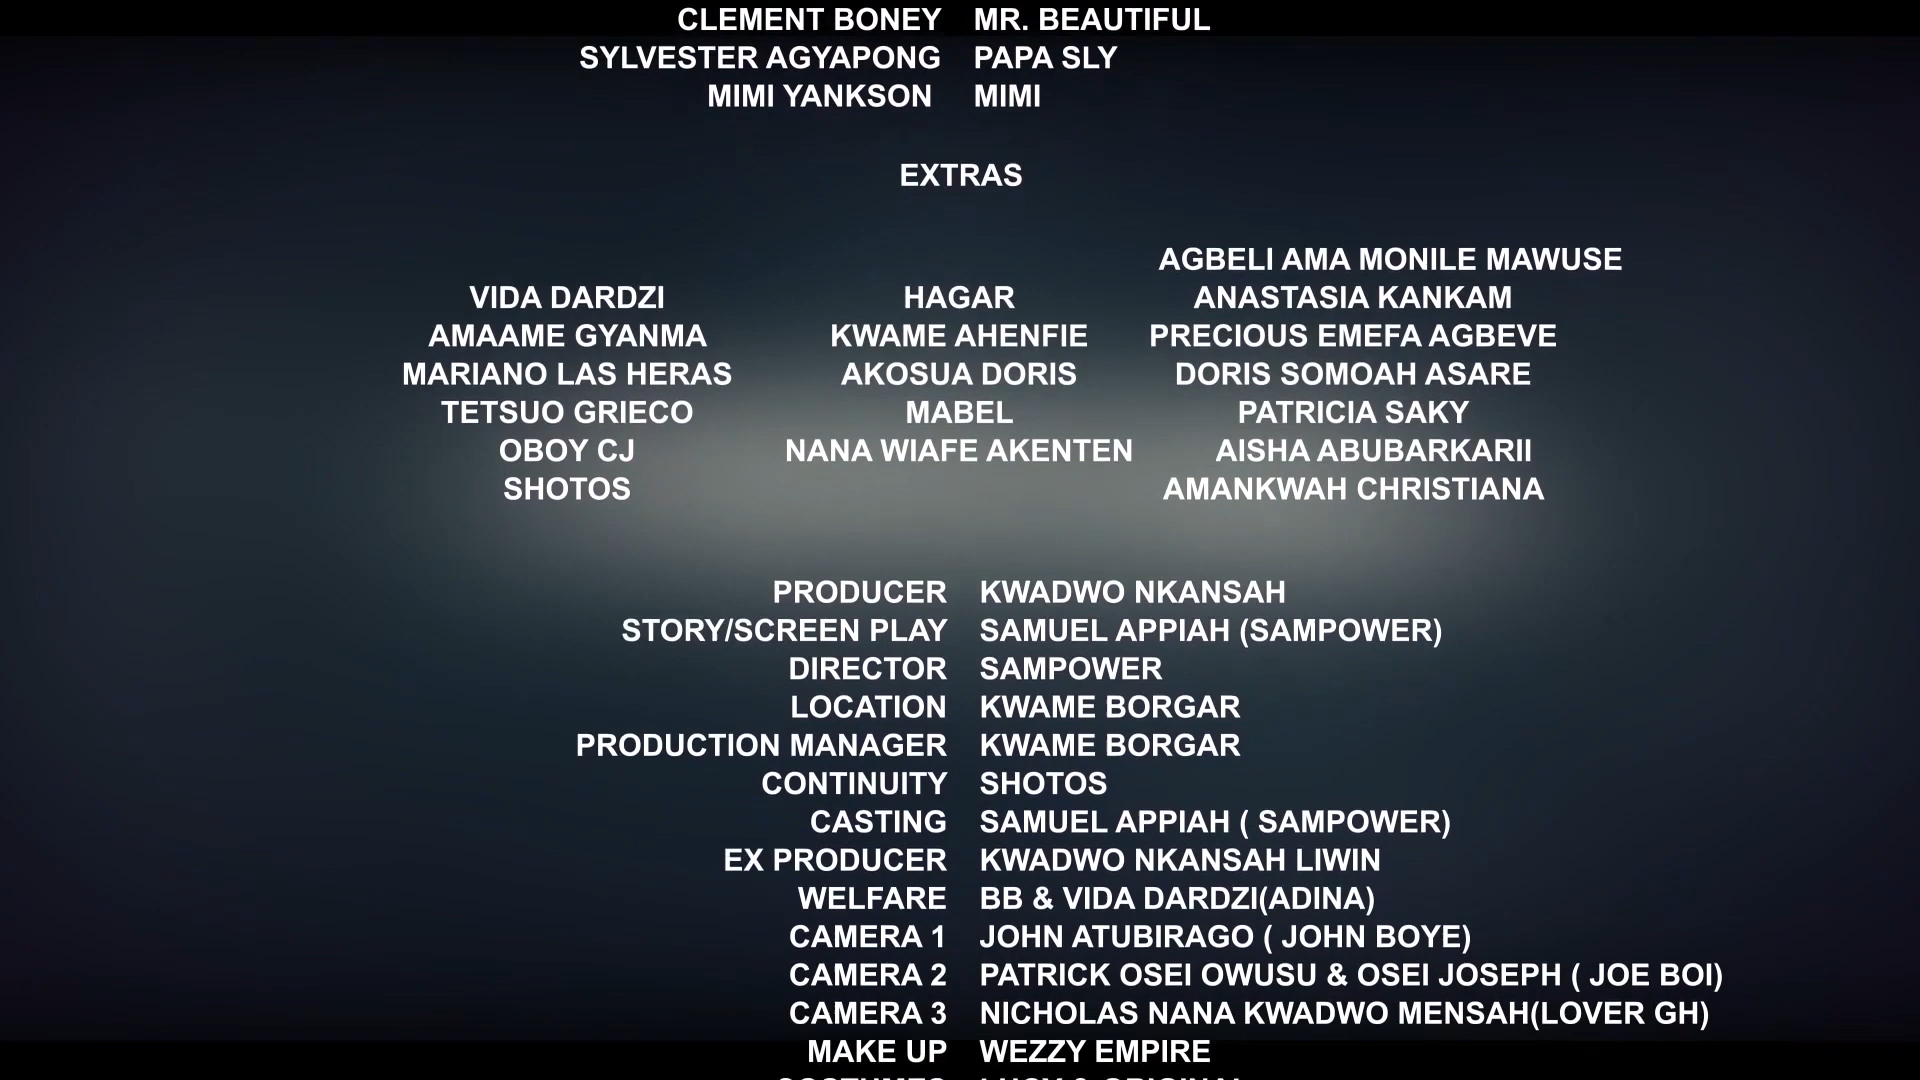 CLEMENT BONEY MR. BEAUTIFUL
SYLVESTER AGYAPONG PAPA SLY
MIMI YANKSON MIMI
EXTRAS
AGBELI AMA MONILE MAWUSE
VIDA DARDZI HAGAR ANASTASIA KANKAM
AMAAME GYANMA KWAME AHENFIE PRECIOUS EMEFA AGBEVE
MARIANO LAS HERAS AKOSUA DORIS DORIS SOMOAH ASARE
TETSUO GRIECO MABEL PATRICIA SAKY
OBOY CJ NANA WIAFE AKENTEN AISHA ABUBARKARII
SHOTOS AMANKWAH CHRISTIANA
PRODUCER KWADWO NKANSAH
STORY/SCREEN PLAY SAMUEL APPIAH (SAMPOWER)
DIRECTOR SAMPOWER
LOCATION KWAME BORGAR
PRODUCTION MANAGER KWAME BORGAR
CONTINUITY SHOTOS
CASTING SAMUEL APPIAH ( SAMPOWER)
EX PRODUCER KWADWO NKANSAH LIWIN
WELFARE BB & VIDA DARDZI(ADINA)
CAMERA 1 JOHN ATUBIRAGO ( JOHN BOYE)
CAMERA 2 PATRICK OSEI OWUSU & OSEI JOSEPH ( JOE BOI)
CAMERA 3 NICHOLAS NANA KWADWO MENSAH(LOVER GH)
MAKE UP WEZZY EMPIRE